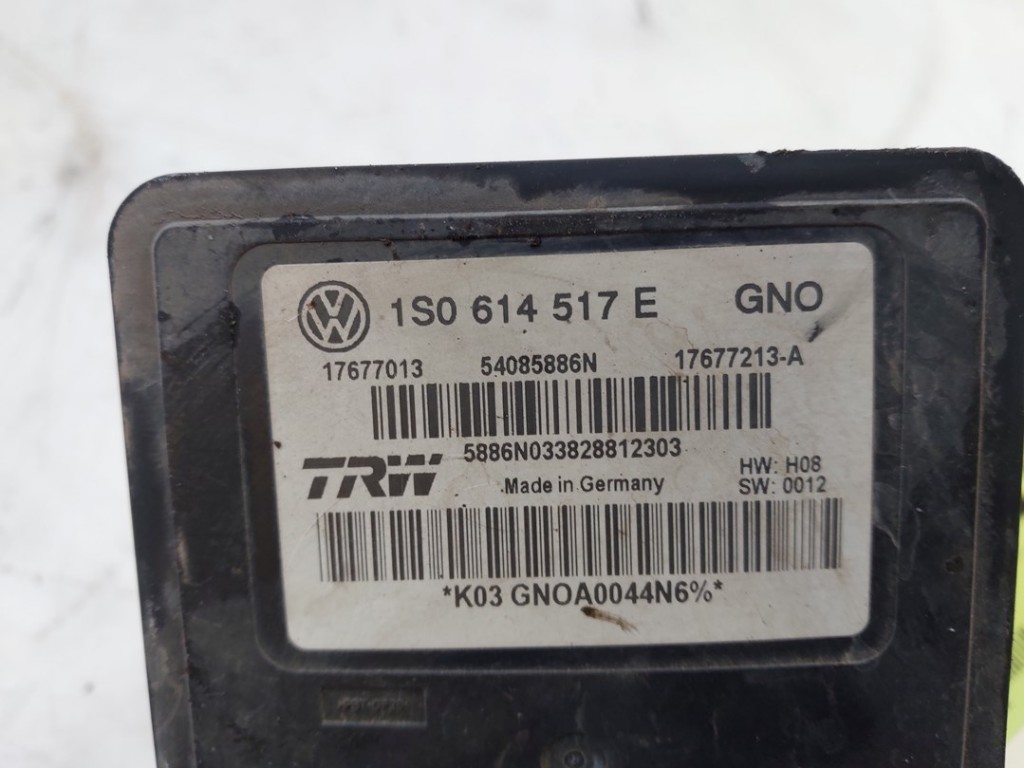 1S0 614 517 E GNO
17677013 54085886N 17677213-A
5886N033828812303
TRW Made in Germany HW: H08
SW: 0012
*K03 GNOA0044N6%*